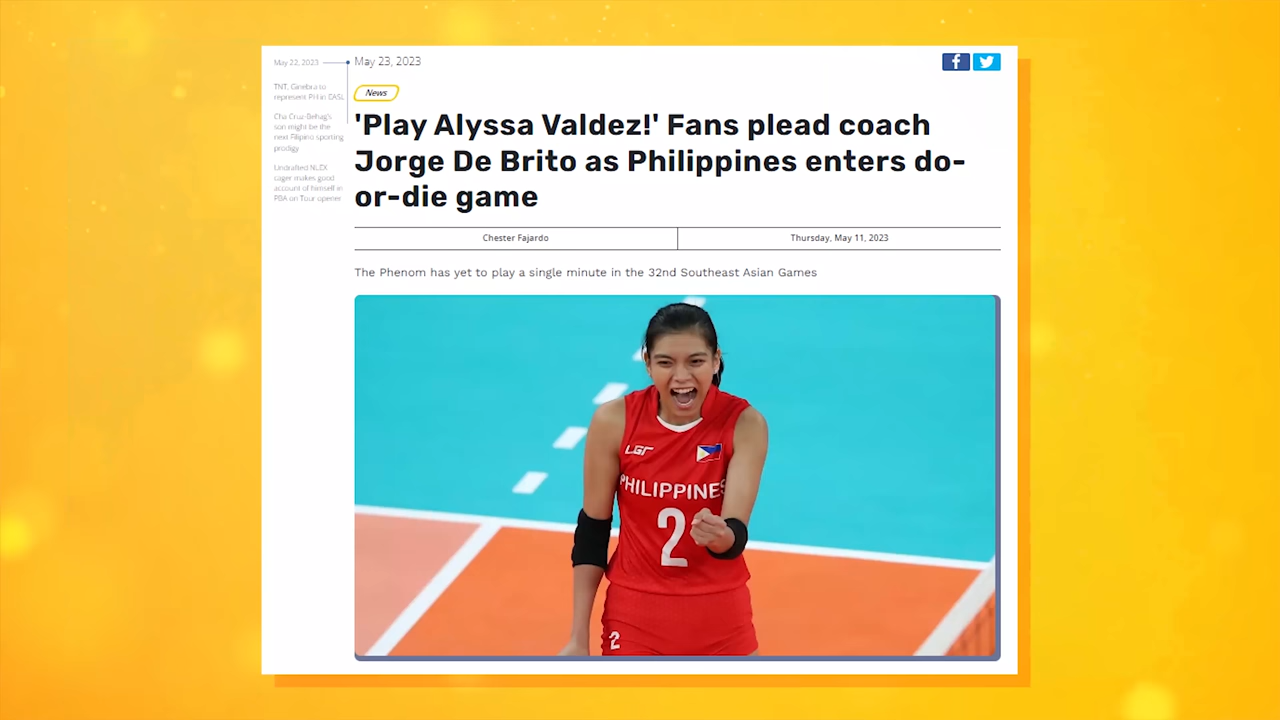 May 22, 2023
May 23, 2023
f
TNT, Ginebra to
represent PH in EASL
Cha Cruz-Behag's
son might be the
next Filipino sporting
prodigy
Undrafted NLEX
cager makes good
account of himself in
PBA on Tour opener
News
'Play Alyssa Valdez!' Fans plead coach
Jorge De Brito as Philippines enters do-
or-die game
Chester Fajardo
Thursday, May 11, 2023
The Phenom has yet to play a single minute in the 32nd Southeast Asian Games
LGR
PHILIPPINES
2
2